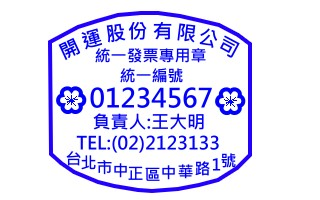 開運股份有限公司
統一發票專用章
統一編號
01234567
負責人:王大明
TEL:(02)2123133
台北市中正區中華路1號